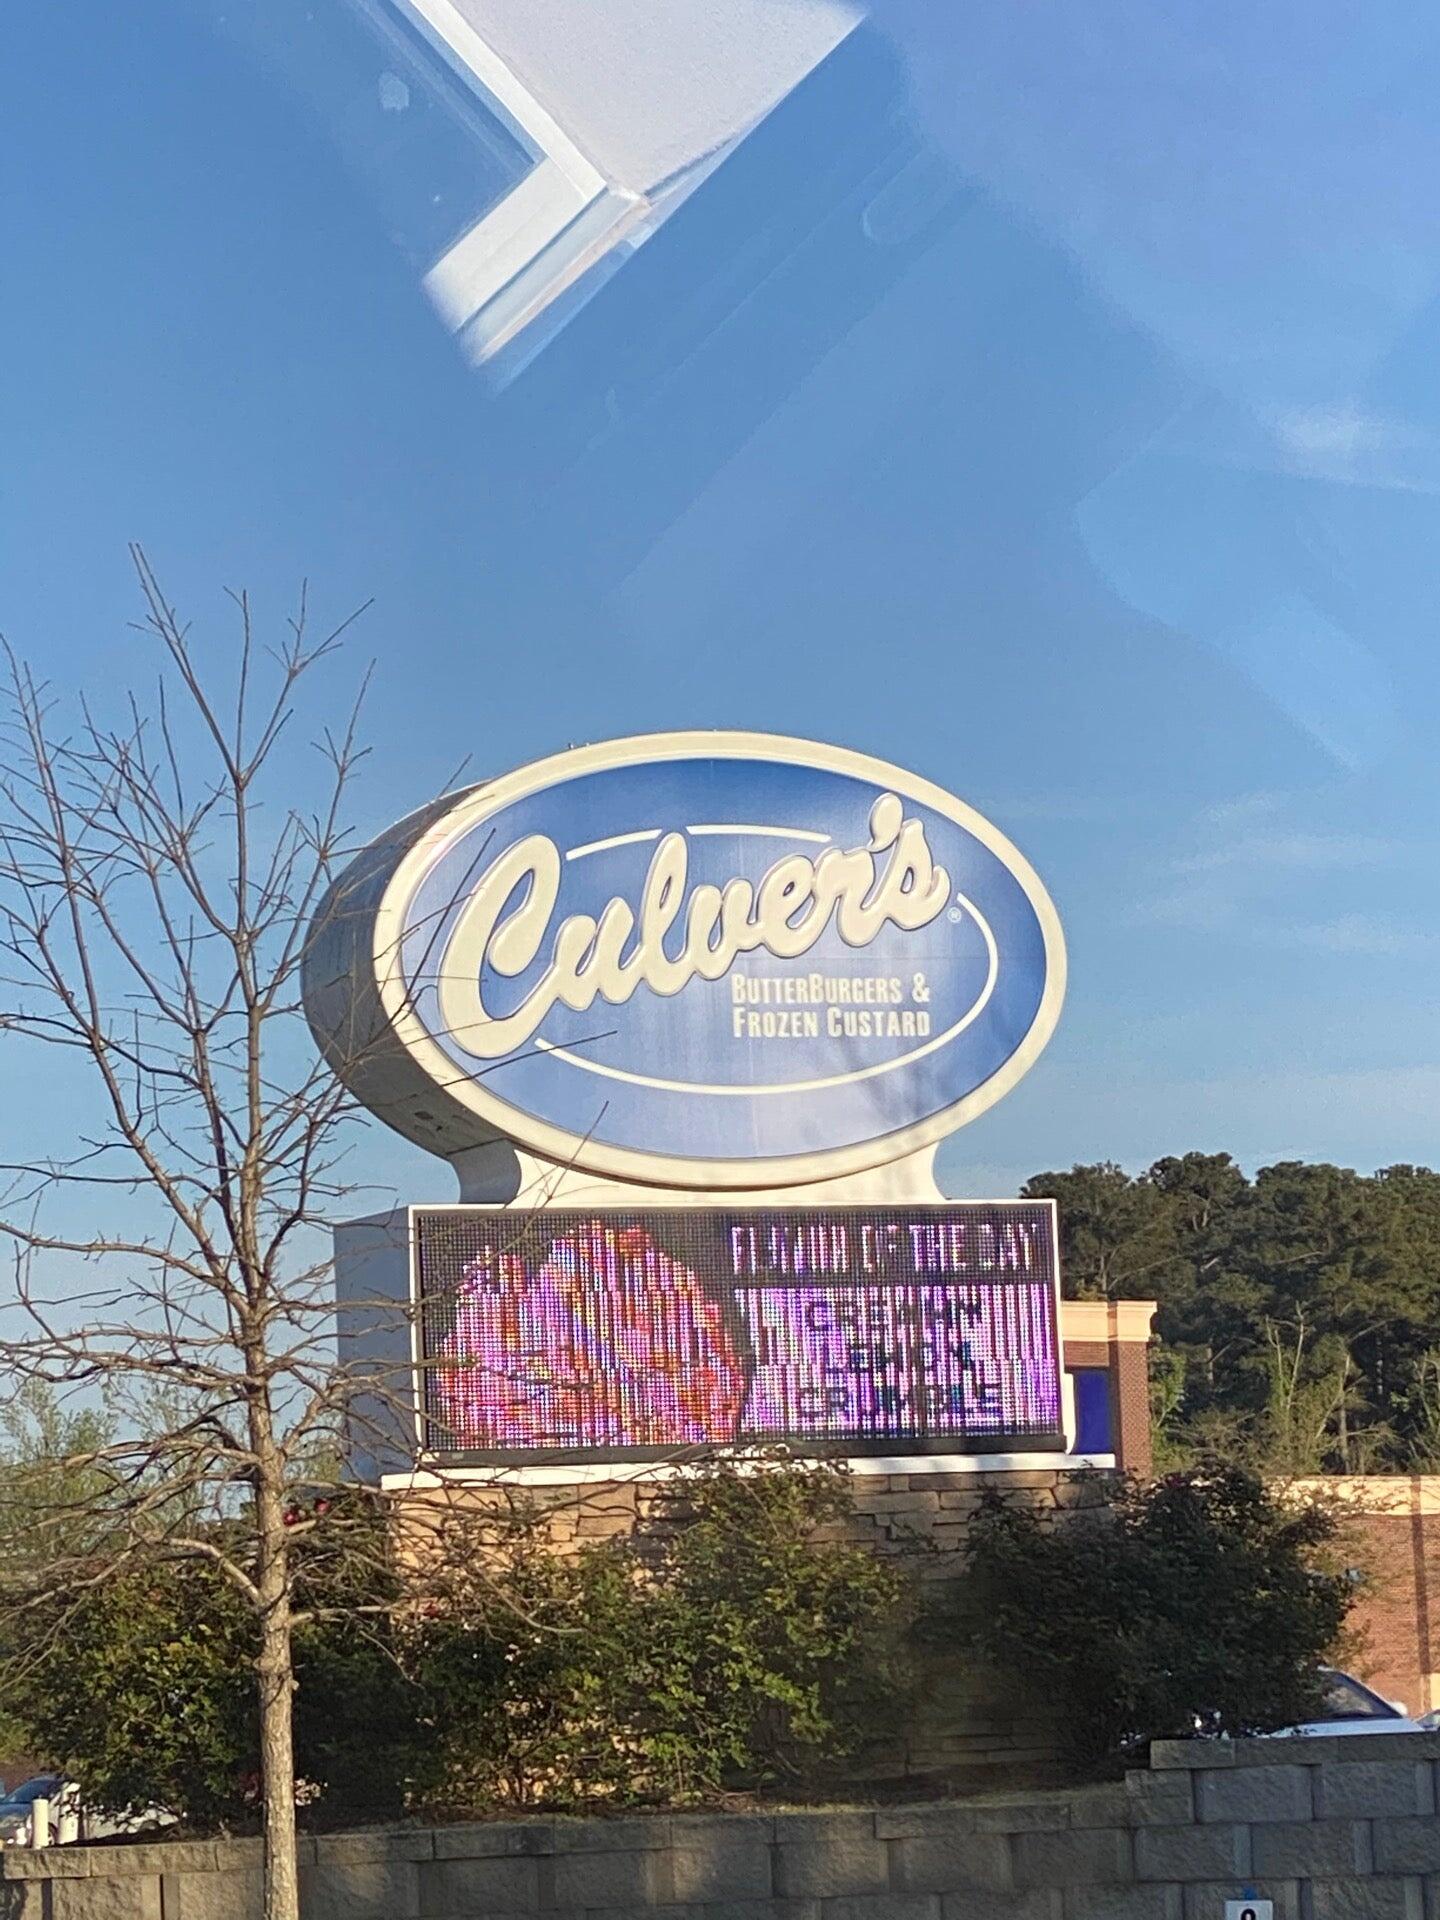 Culver's®
BUTTERBURGERS &
FROZEN CUSTARD
FLAVOR OF THE DAY
CREAMY
LEMON
CRUMBLE